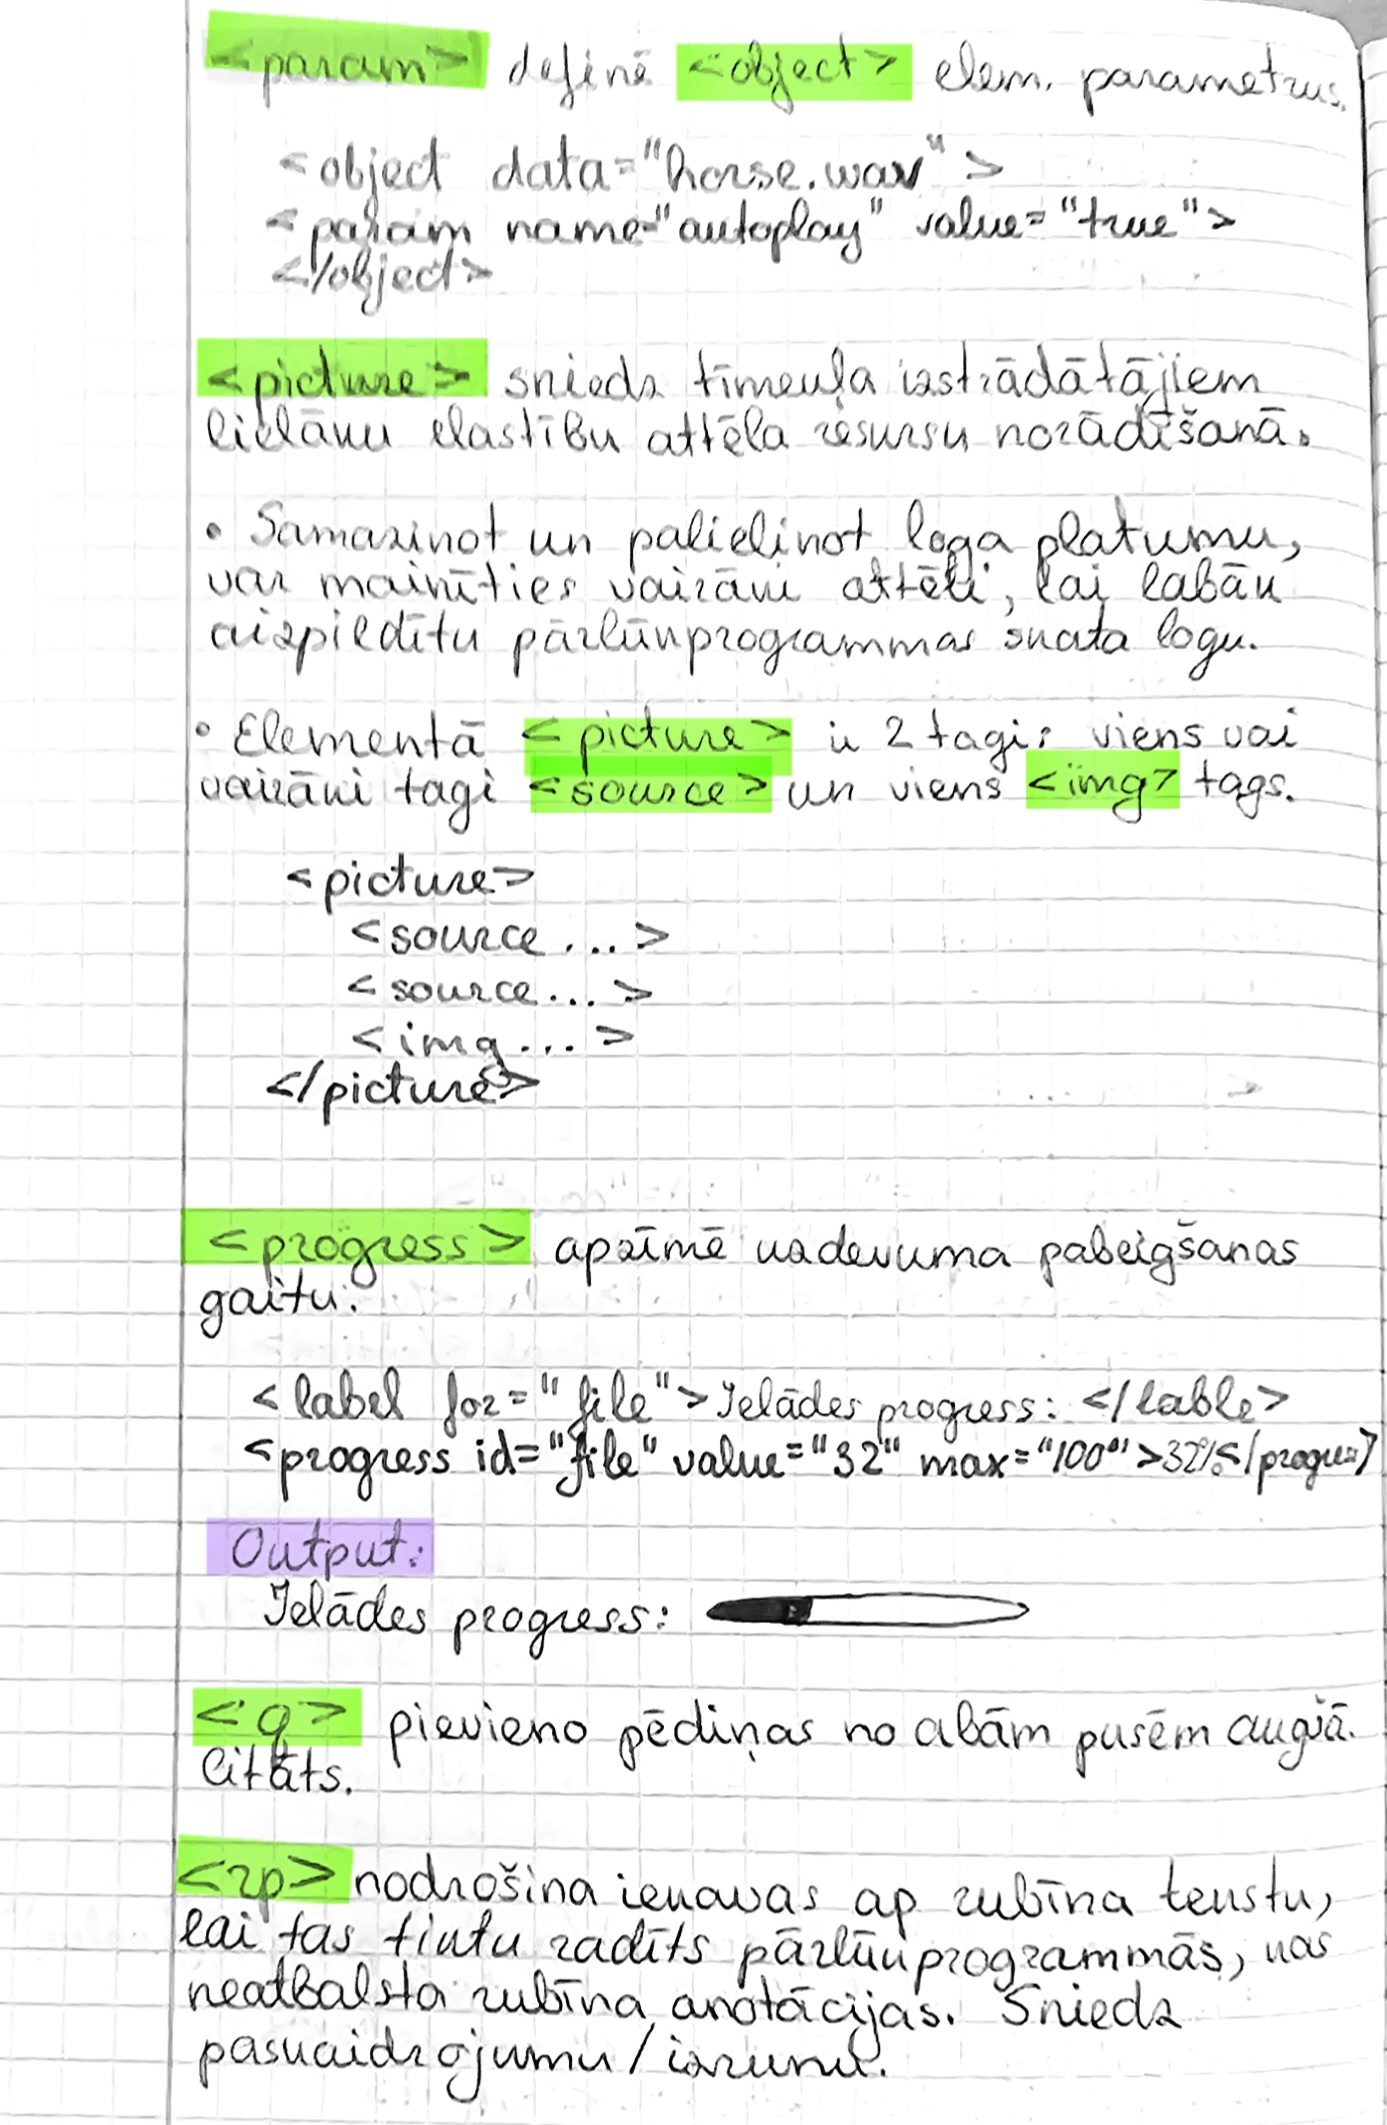 <param> definē <object> elem. parametrus.
<object data="horse.wav">
<param name="autoplay" value="true">
</object>
<picture> sniedz tīmekļa izstrādātājiem
lielāku elastību attēla resursu norādīšanā.
• Samazinot un palielinot loga platumu,
var mainīties vairāki attēli, lai labāk
aizpildītu pārlūkprogrammas skata logu.
• Elementā <picture> ir 2 tagi: viens vai
vairāki tagi <source> un viens <img> tags.
<picture>
<source...>
<source...>
<img...>
</picture>
<progress> apzīmē uzdevuma pabeigšanas
gaitu.
<label for="file">Ielādes progress: </lable>
<progress id="file" value="32" max="100">32%</progress>
Output:
Ielādes progress:
<q> pievieno pēdiņas no abām pusēm augšā.
Citāts.
<rp> nodrošina iekavas ap rubīna tekstu,
lai tas tiktu rādīts pārlūkprogrammās, kas
neatbalsta rubīna anotācijas. Sniedz
paskaidrojumu/izrunu.